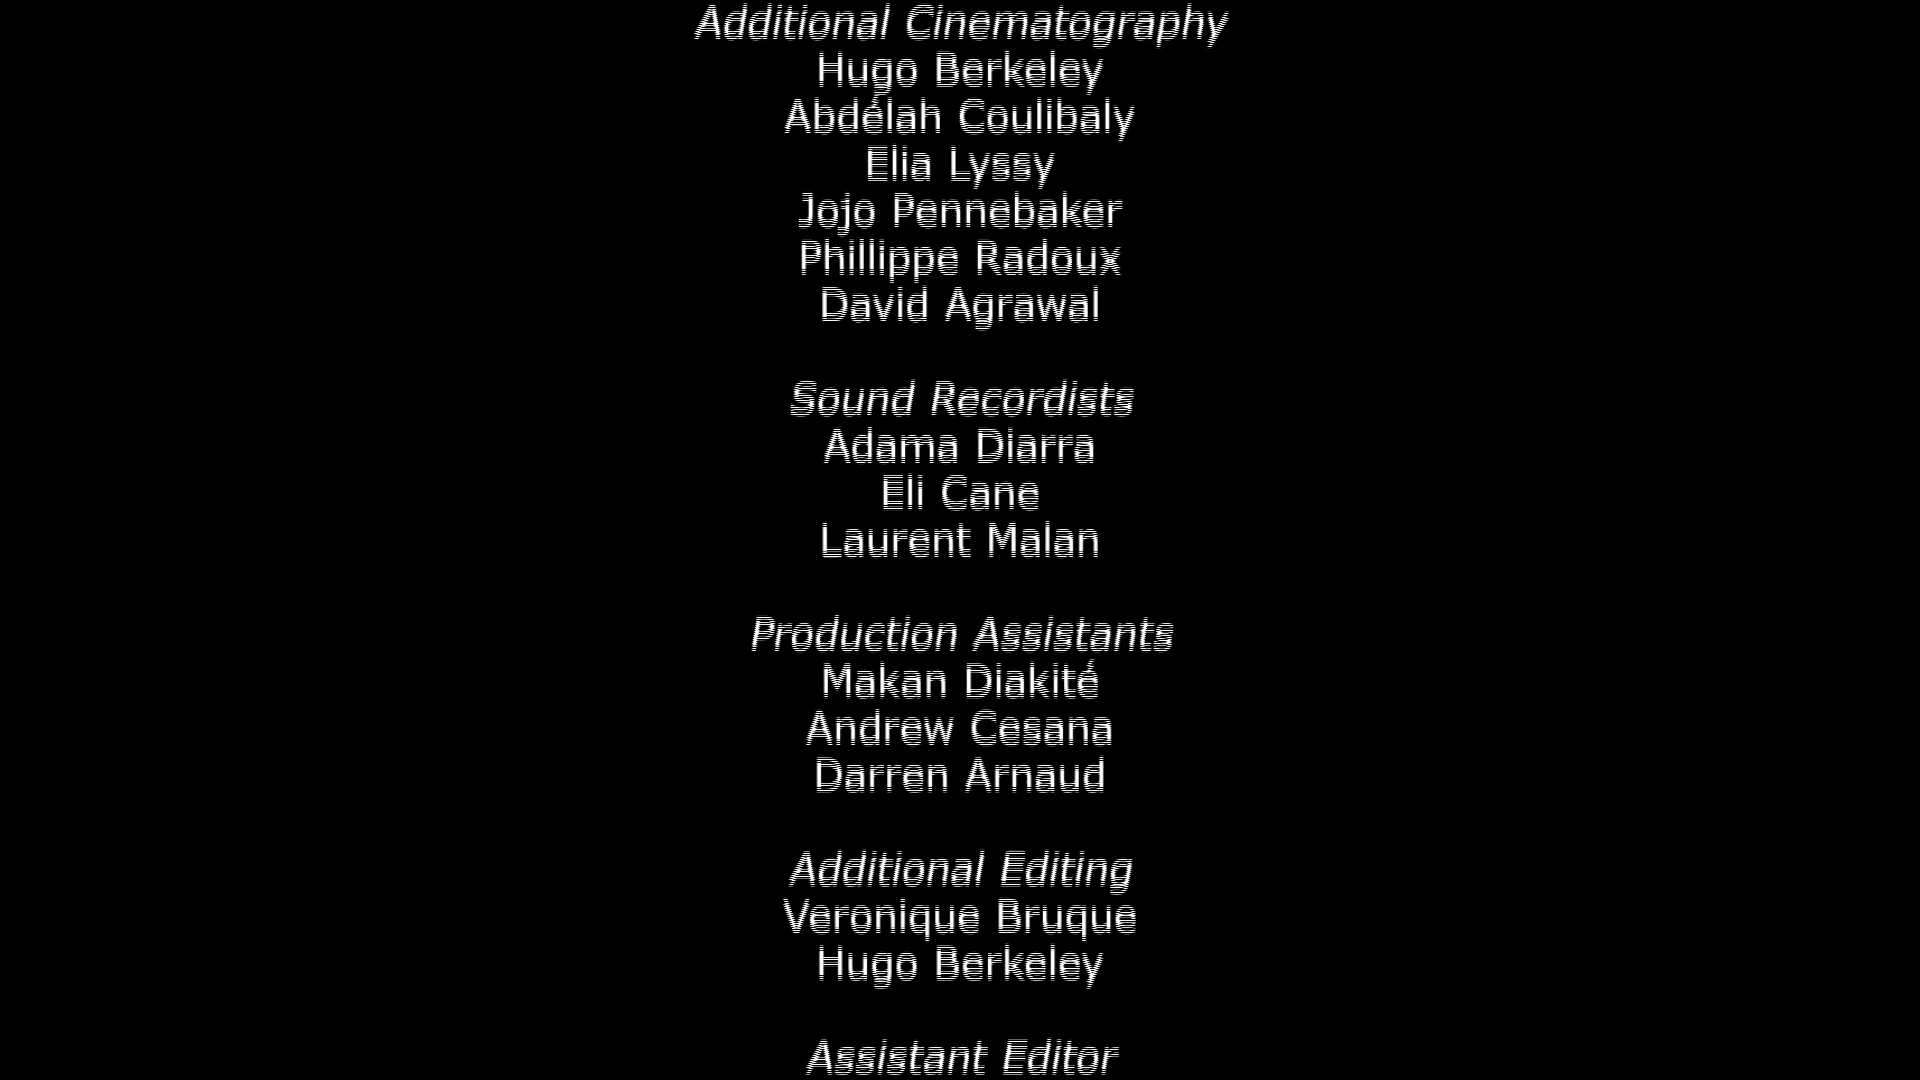 Additional Cinematography
Hugo Berkeley
Abdélah Coulibaly
Elia Lyssy
Jojo Pennebaker
Phillippe Radoux
David Agrawal
Sound Recordists
Adama Diarra
Eli Cane
Laurent Malan
Production Assistants
Makan Diakité
Andrew Cesana
Darren Arnaud
Additional Editing
Veronique Bruque
Hugo Berkeley
Assistant Editor